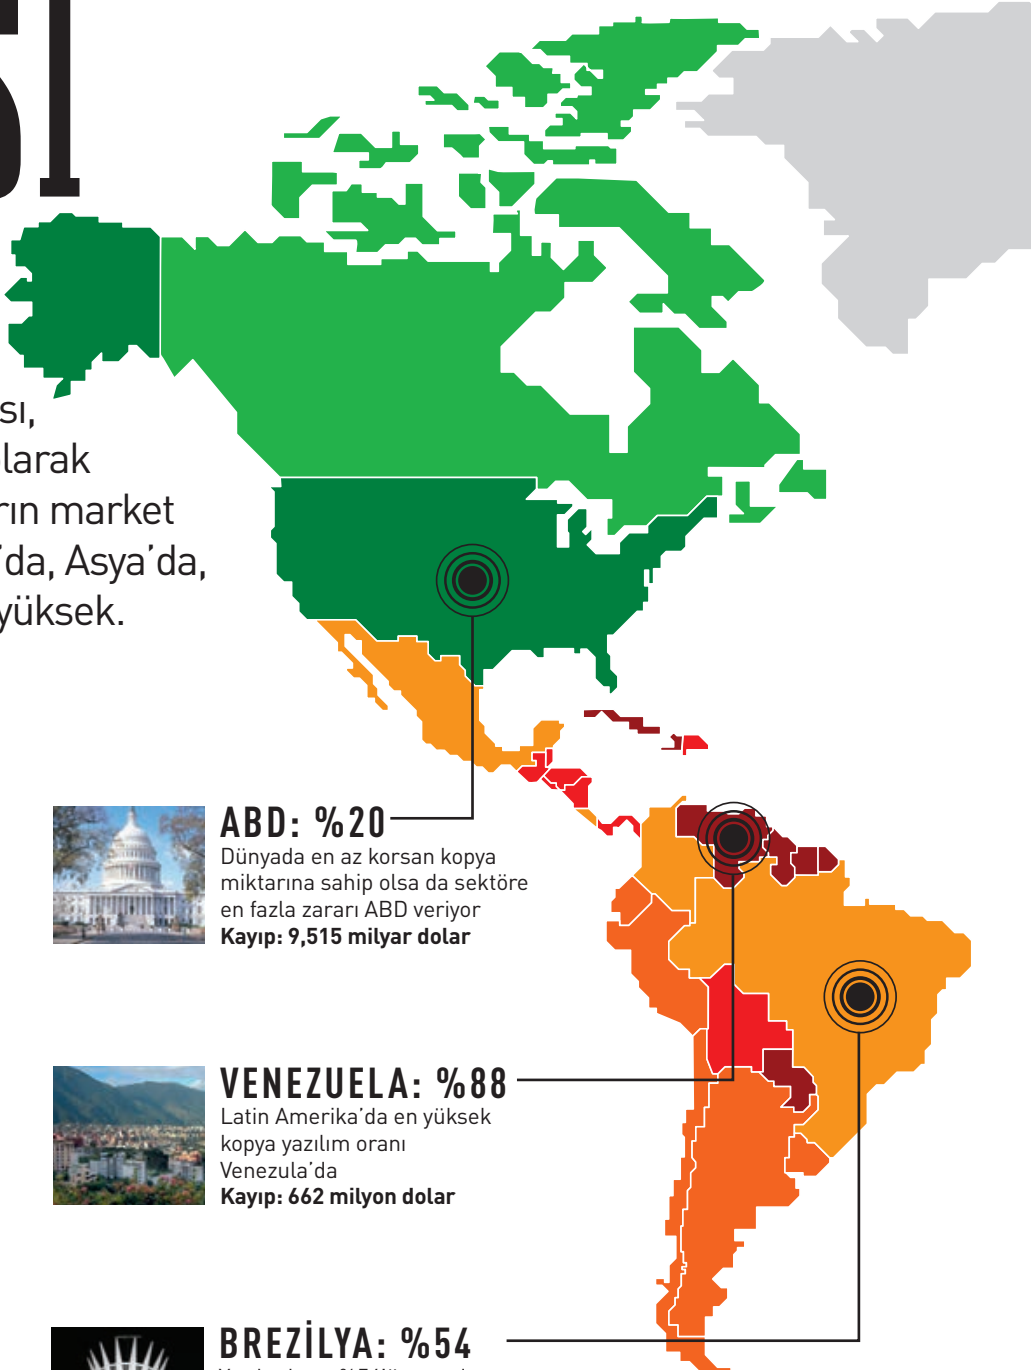 Sİ
sı,
larak
rın market
'da, Asya'da,
yüksek.
ABD: %20
Dünyada en az korsan kopya
miktarına sahip olsa da sektöre
en fazla zararı ABD veriyor
Kayıp: 9,515 milyar dolar
VENEZUELA: %88
Latin Amerika'da en yüksek
kopya yazılım oranı
Venezula'da
Kayıp: 662 milyon dolar
BREZİLYA: %54